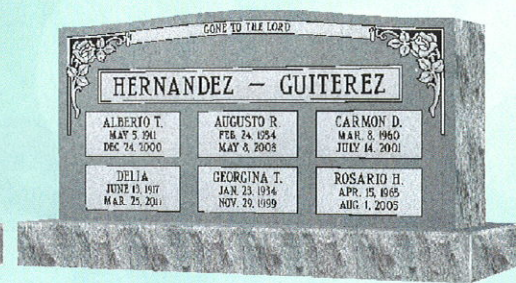 GONE TO THE LORD
HERNANDEZ — GUITEREZ
ALBERTO T.
MAY 5, 1911
DEC 24, 2000
AUGUSTO R.
FEB. 24, 1934
MAY 8, 2008
CARMON D.
MAR. 8, 1960
JULY 14, 2001
DELIA
JUNE 13, 1917
MAR. 25, 2011
GEORGINA T.
JAN. 23, 1934
NOV. 29, 1999
ROSARIO H.
APR. 15, 1965
AUG. 1, 2005